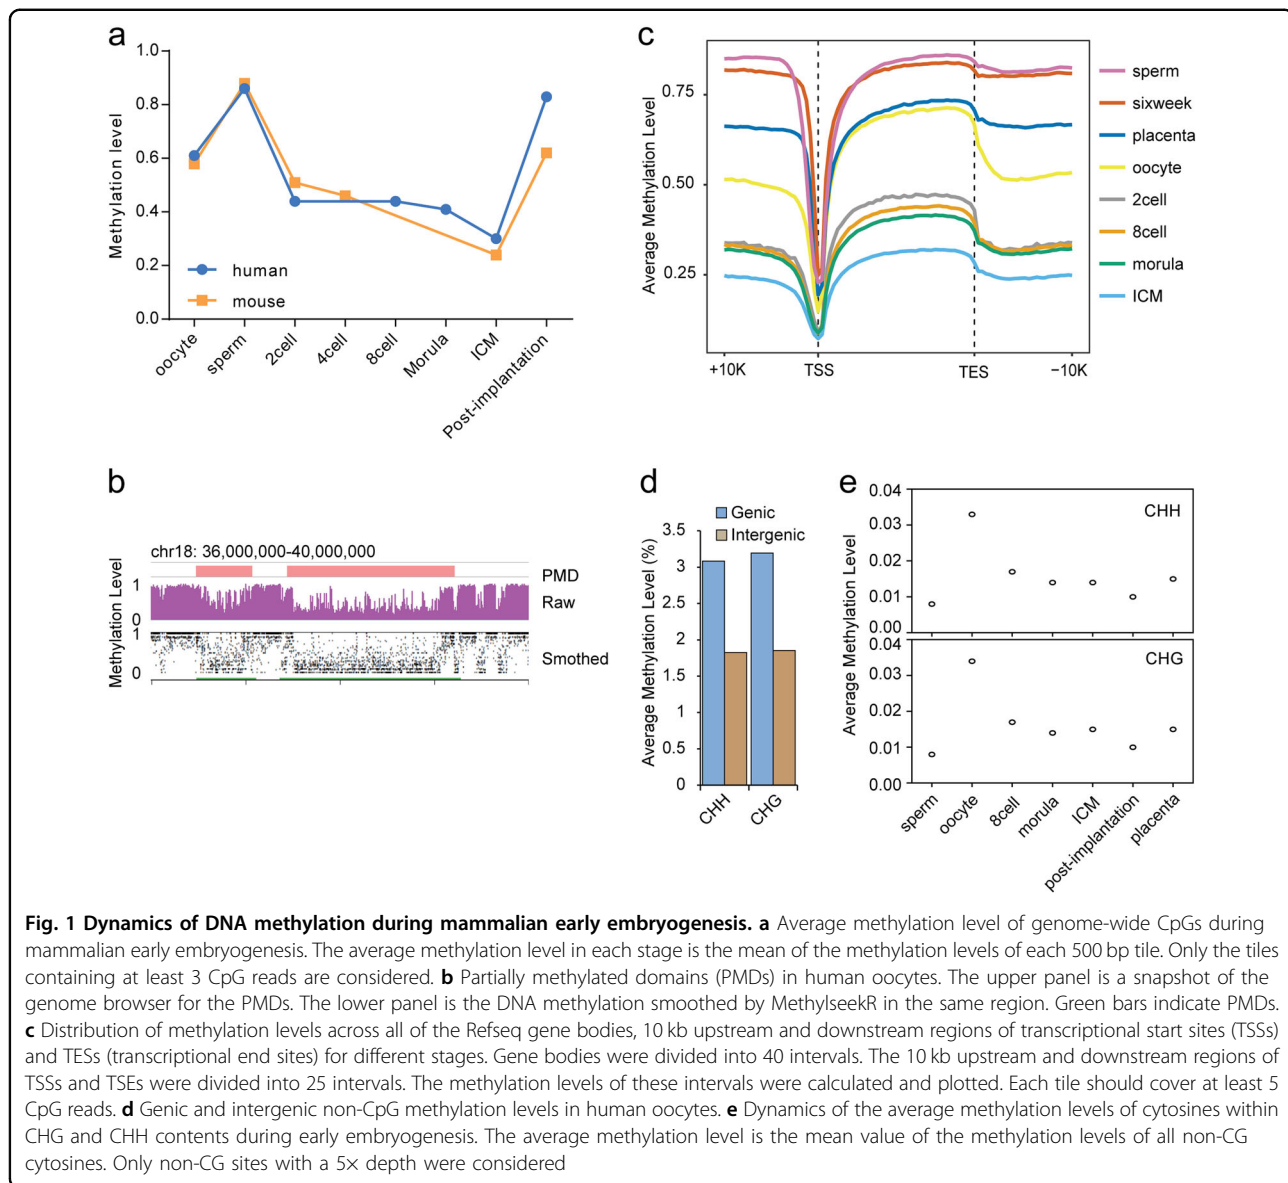 a
1.0
0.8
0.6
0.4
0.2
0.0
Methylation level
human
mouse
oocyte
sperm
2cell
4cell
8cell
Morula
ICM
Post-implantation
c
0.75
0.50
0.25
Average Methylation Level
+10K
TSS
TES
−10K
sperm
sixweek
placenta
oocyte
2cell
8cell
morula
ICM
b
chr18: 36,000,000-40,000,000
PMD
Raw
Smothed
Methylation Level
1
0
1
0
d
Genic
Intergenic
3.5
3
2.5
2
1.5
1
0.5
0
Average Methylation Level (%)
CHH
CHG
e
0.04
0.03
0.02
0.01
0.00
CHH
0.04
0.03
0.02
0.01
0.00
CHG
Average Methylation Level
sperm
oocyte
8cell
morula
ICM
post-implantation
placenta
Fig. 1 Dynamics of DNA methylation during mammalian early embryogenesis. a Average methylation level of genome-wide CpGs during
mammalian early embryogenesis. The average methylation level in each stage is the mean of the methylation levels of each 500 bp tile. Only the tiles
containing at least 3 CpG reads are considered. b Partially methylated domains (PMDs) in human oocytes. The upper panel is a snapshot of the
genome browser for the PMDs. The lower panel is the DNA methylation smoothed by MethylseekR in the same region. Green bars indicate PMDs.
c Distribution of methylation levels across all of the Refseq gene bodies, 10 kb upstream and downstream regions of transcriptional start sites (TSSs)
and TESs (transcriptional end sites) for different stages. Gene bodies were divided into 40 intervals. The 10 kb upstream and downstream regions of
TSSs and TSEs were divided into 25 intervals. The methylation levels of these intervals were calculated and plotted. Each tile should cover at least 5
CpG reads. d Genic and intergenic non-CpG methylation levels in human oocytes. e Dynamics of the average methylation levels of cytosines within
CHG and CHH contents during early embryogenesis. The average methylation level is the mean value of the methylation levels of all non-CG
cytosines. Only non-CG sites with a 5× depth were considered